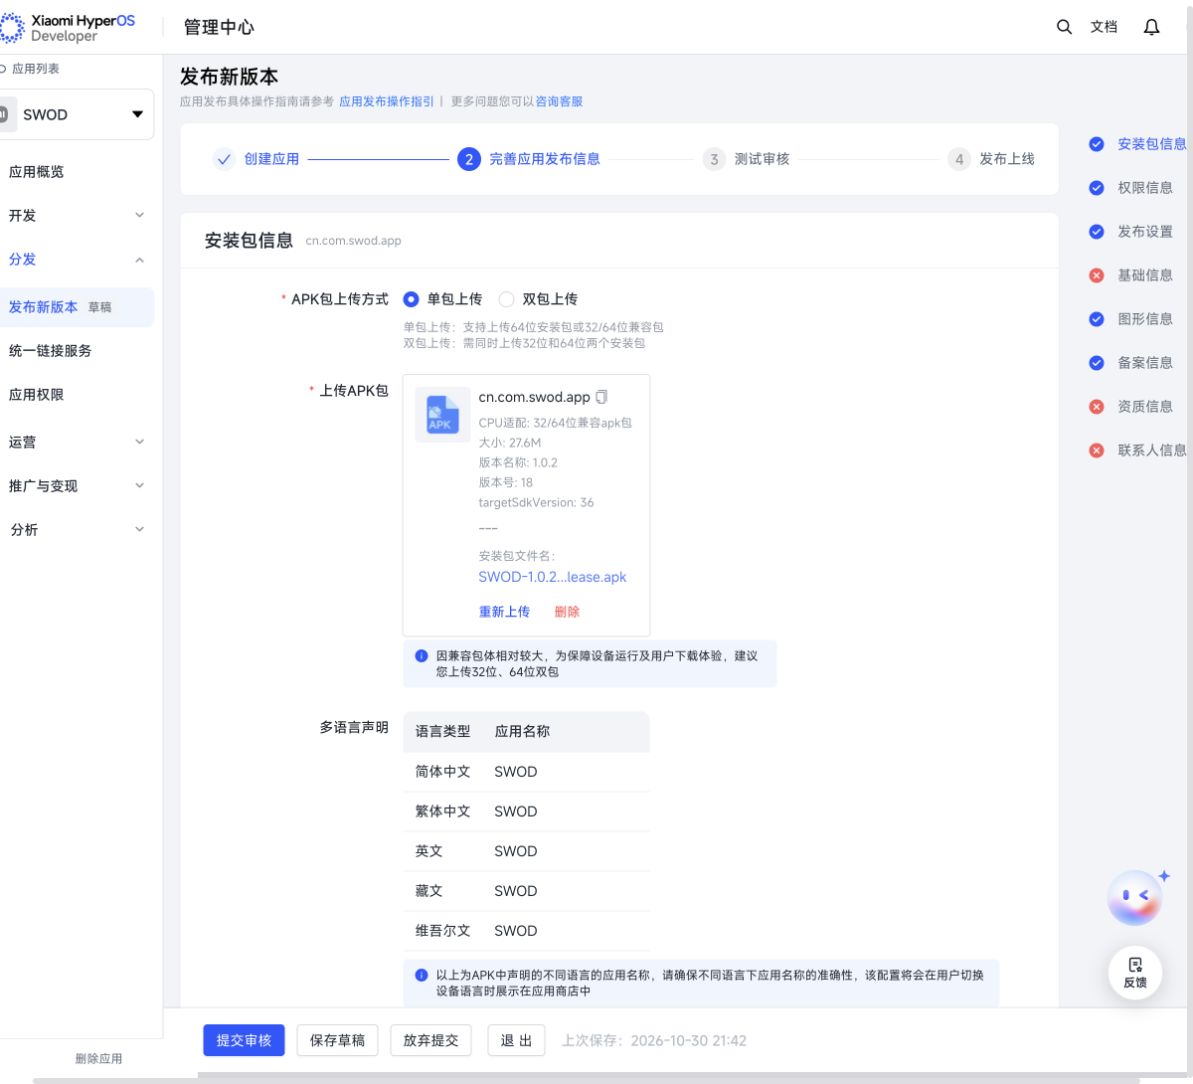 Xiaomi HyperOS
Developer
管理中心
文档
应用列表
SWOD
应用概览
开发
分发
发布新版本 草稿
统一链接服务
应用权限
运营
推广与变现
分析
删除应用
发布新版本
应用发布具体操作指南请参考 应用发布操作指引 | 更多问题您可以咨询客服
创建应用
2 完善应用发布信息
3 测试审核
4 发布上线
安装包信息 cn.com.swod.app
* APK包上传方式 单包上传 双包上传
单包上传：支持上传64位安装包或32/64位兼容包
双包上传：需同时上传32位和64位两个安装包
* 上传APK包
APK
cn.com.swod.app
CPU适配: 32/64位兼容apk包
大小: 27.6M
版本名称: 1.0.2
版本号: 18
targetSdkVersion: 36
---
安装包文件名：
SWOD-1.0.2...lease.apk
重新上传 删除
因兼容包体相对较大，为保障设备运行及用户下载体验，建议
您上传32位、64位双包
多语言声明
语言类型 应用名称
简体中文 SWOD
繁体中文 SWOD
英文 SWOD
藏文 SWOD
维吾尔文 SWOD
以上为APK中声明的不同语言的应用名称，请确保不同语言下应用名称的准确性，该配置将会在用户切换
设备语言时展示在应用商店中
提交审核 保存草稿 放弃提交 退 出 上次保存：2026-10-30 21:42
安装包信息
权限信息
发布设置
基础信息
图形信息
备案信息
资质信息
联系人信息
反馈